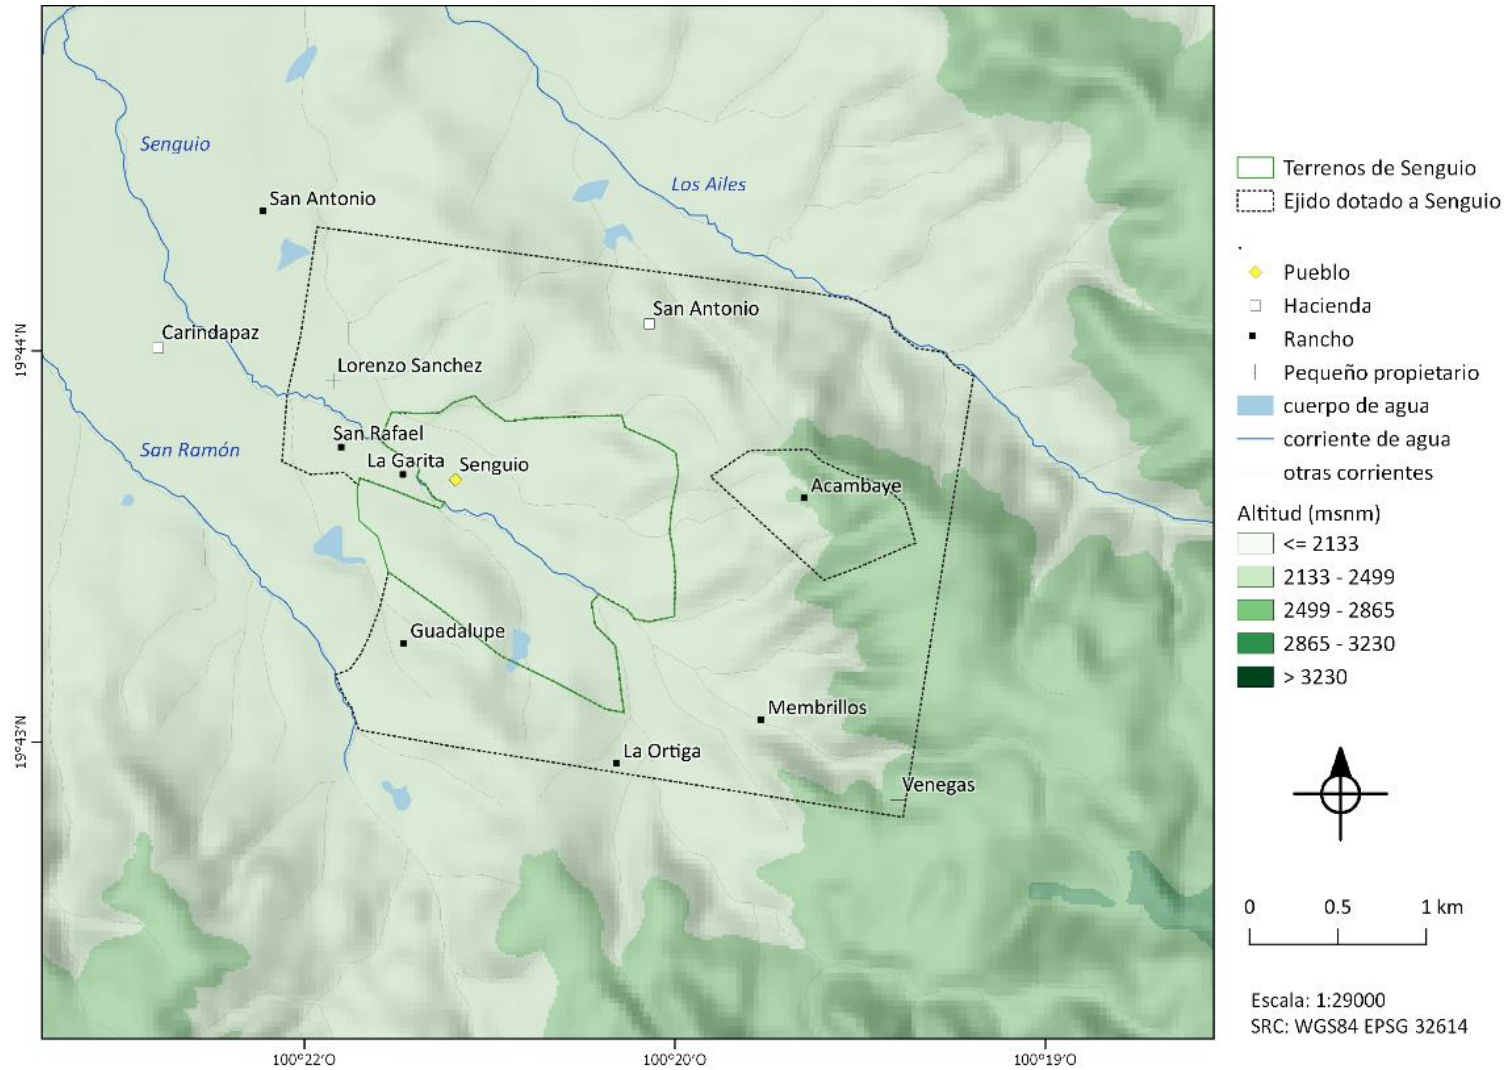 Senguio
San Antonio
Los Ailes
San Antonio
Carindapaz
Lorenzo Sanchez
San Rafael
La Garita
Senguio
San Ramón
Acambaye
Guadalupe
Membrillos
La Ortiga
Venegas
19°44'N
19°43'N
100°22'O
100°20'O
100°19'O
Terrenos de Senguio
Ejido dotado a Senguio
Pueblo
Hacienda
Rancho
Pequeño propietario
cuerpo de agua
corriente de agua
otras corrientes
Altitud (msnm)
<= 2133
2133 - 2499
2499 - 2865
2865 - 3230
> 3230
0 0.5 1 km
Escala: 1:29000
SRC: WGS84 EPSG 32614